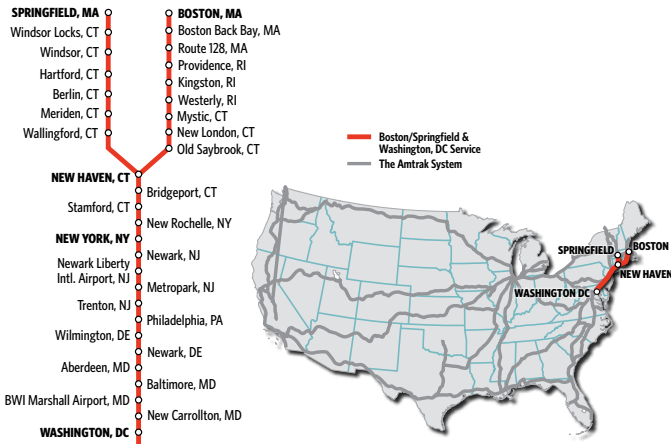 SPRINGFIELD, MA
Windsor Locks, CT
Windsor, CT
Hartford, CT
Berlin, CT
Meriden, CT
Wallingford, CT
BOSTON, MA
Boston Back Bay, MA
Route 128, MA
Providence, RI
Kingston, RI
Westerly, RI
Mystic, CT
New London, CT
Old Saybrook, CT
NEW HAVEN, CT
Bridgeport, CT
Stamford, CT
New Rochelle, NY
NEW YORK, NY
Newark, NJ
Newark Liberty
Intl. Airport, NJ
Metropark, NJ
Trenton, NJ
Philadelphia, PA
Wilmington, DE
Newark, DE
Aberdeen, MD
Baltimore, MD
BWI Marshall Airport, MD
New Carrollton, MD
WASHINGTON, DC
Boston/Springfield &
Washington, DC Service
The Amtrak System
BOSTON
SPRINGFIELD
NEW HAVEN
WASHINGTON DC